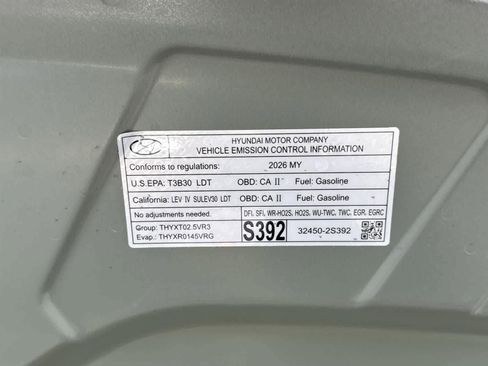 HYUNDAI MOTOR COMPANY
VEHICLE EMISSION CONTROL INFORMATION
Conforms to regulations: 2026 MY
U.S.EPA: T3B30 LDT OBD: CA II Fuel: Gasoline
California: LEV IV SULEV30 LDT OBD: CA II Fuel: Gasoline
No adjustments needed. DFI, SFI, WR-HO2S, HO2S, WU-TWC, TWC, EGR, EGRC
Group: THYXT02.5VR3
Evap.: THYXR0145VRG
S392
32450-2S392